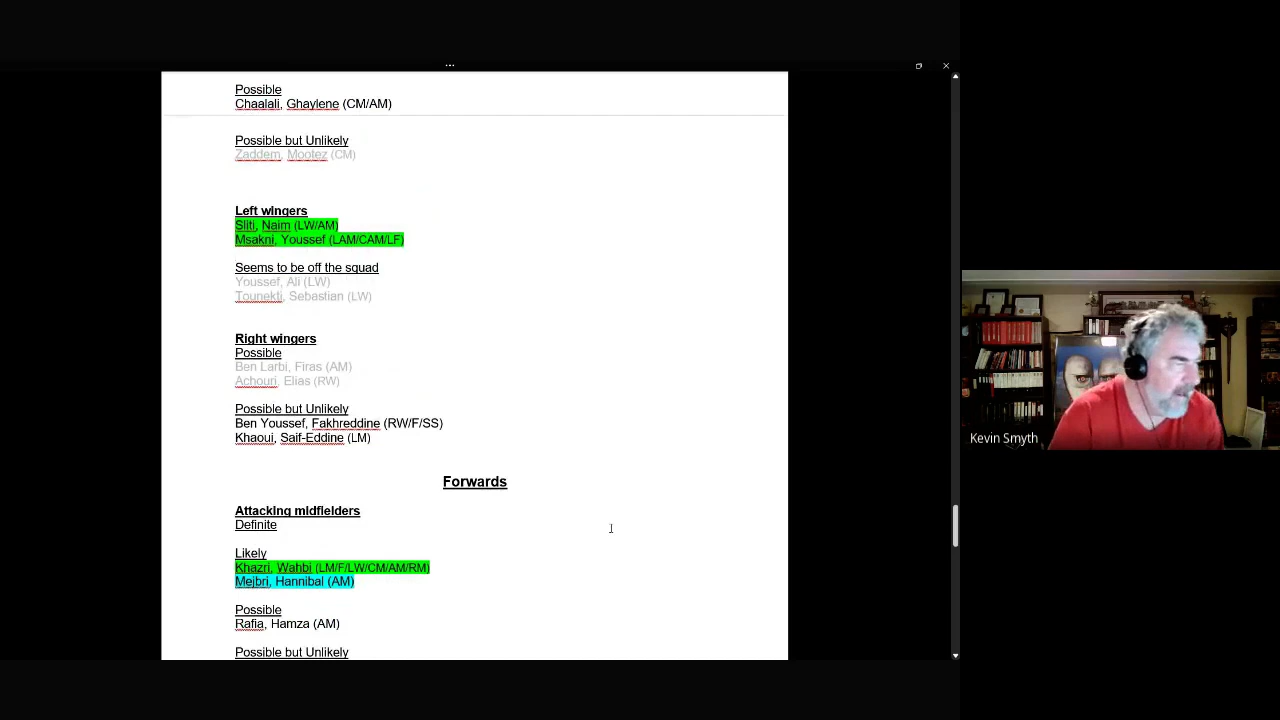 Possible
Chaalali, Ghaylene (CM/AM)
Possible but Unlikely
Zaddem, Mootez (CM)
Left wingers
Sliti, Naim (LW/AM)
Msakni, Youssef (LAM/CAM/LF)
Seems to be off the squad
Youssef, Ali (LW)
Tounekti, Sebastian (LW)
Right wingers
Possible
Ben Larbi, Firas (AM)
Achouri, Elias (RW)
Possible but Unlikely
Ben Youssef, Fakhreddine (RW/F/SS)
Khaoui, Saif-Eddine (LM)
Forwards
Attacking midfielders
Definite
Likely
Khazri, Wahbi (LM/F/LW/CM/AM/RM)
Mejbri, Hannibal (AM)
Possible
Rafia, Hamza (AM)
Possible but Unlikely
Kevin Smyth